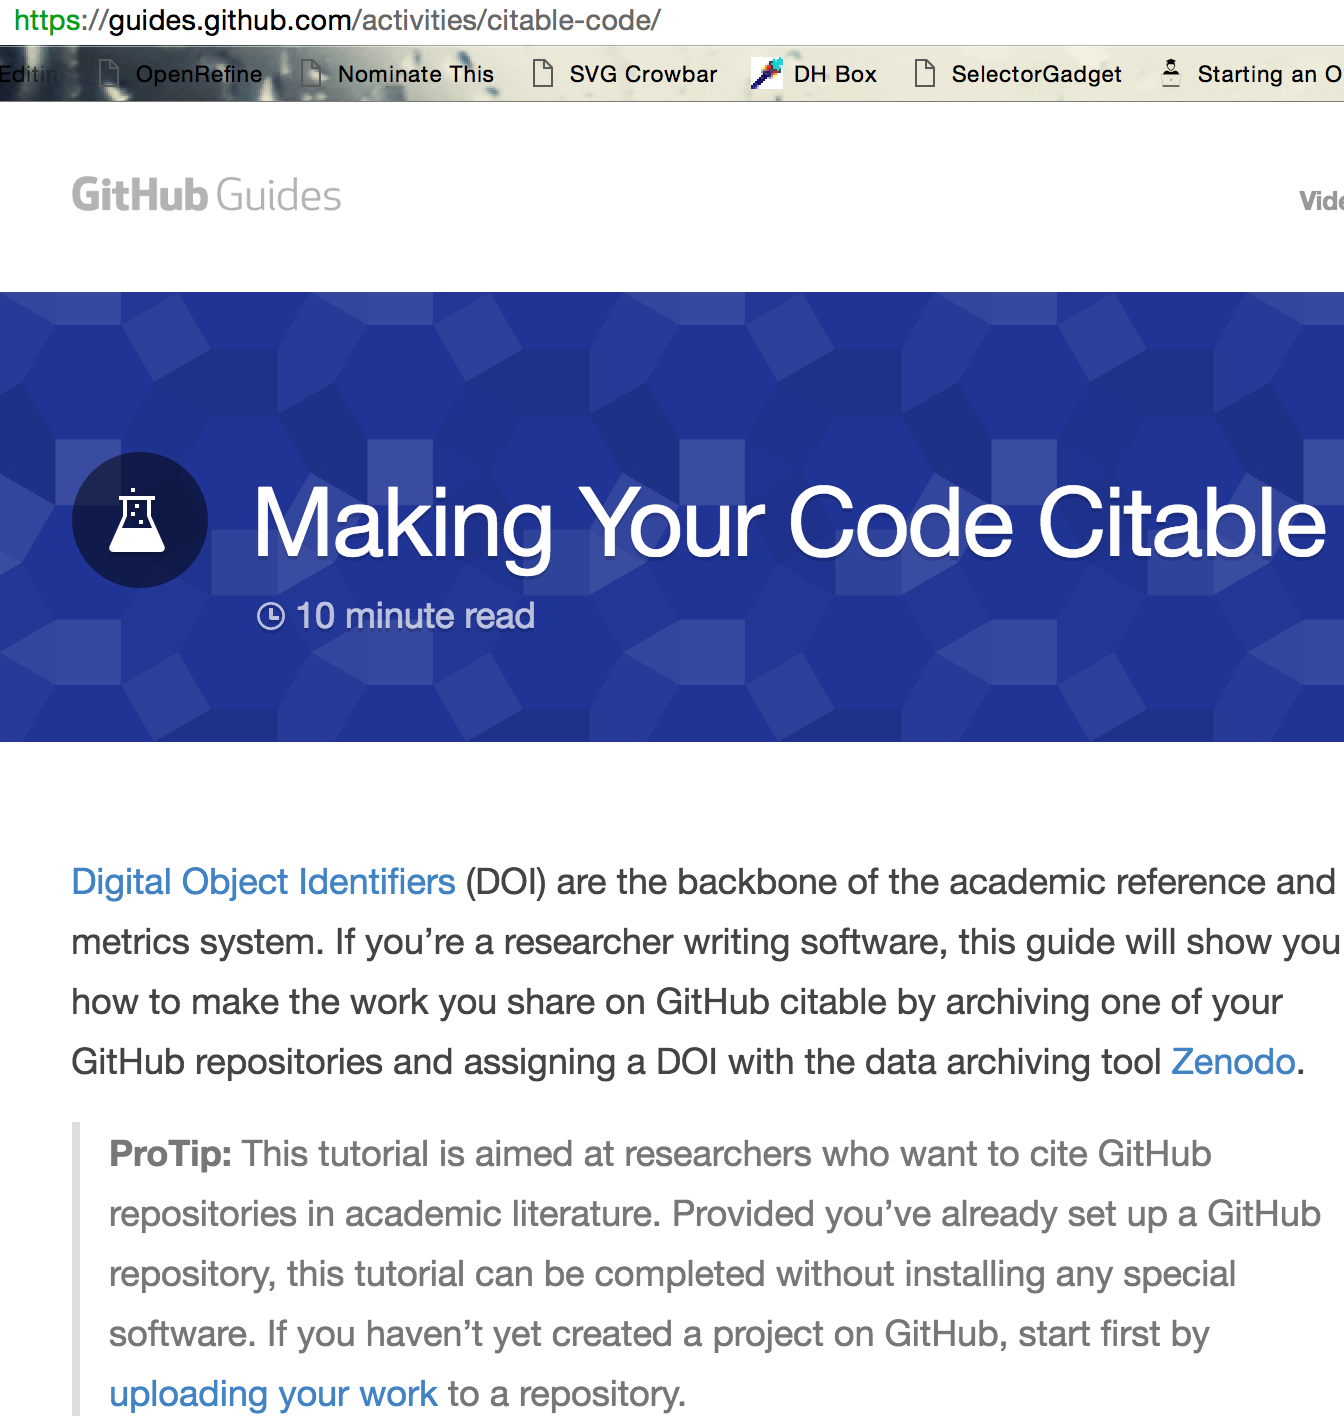 https://guides.github.com/activities/citable-code/
Editin OpenRefine Nominate This SVG Crowbar DH Box SelectorGadget Starting an O
GitHub Guides
Vide
Making Your Code Citable
10 minute read
Digital Object Identifiers (DOI) are the backbone of the academic reference and
metrics system. If you’re a researcher writing software, this guide will show you
how to make the work you share on GitHub citable by archiving one of your
GitHub repositories and assigning a DOI with the data archiving tool Zenodo.
ProTip: This tutorial is aimed at researchers who want to cite GitHub
repositories in academic literature. Provided you’ve already set up a GitHub
repository, this tutorial can be completed without installing any special
software. If you haven’t yet created a project on GitHub, start first by
uploading your work to a repository.